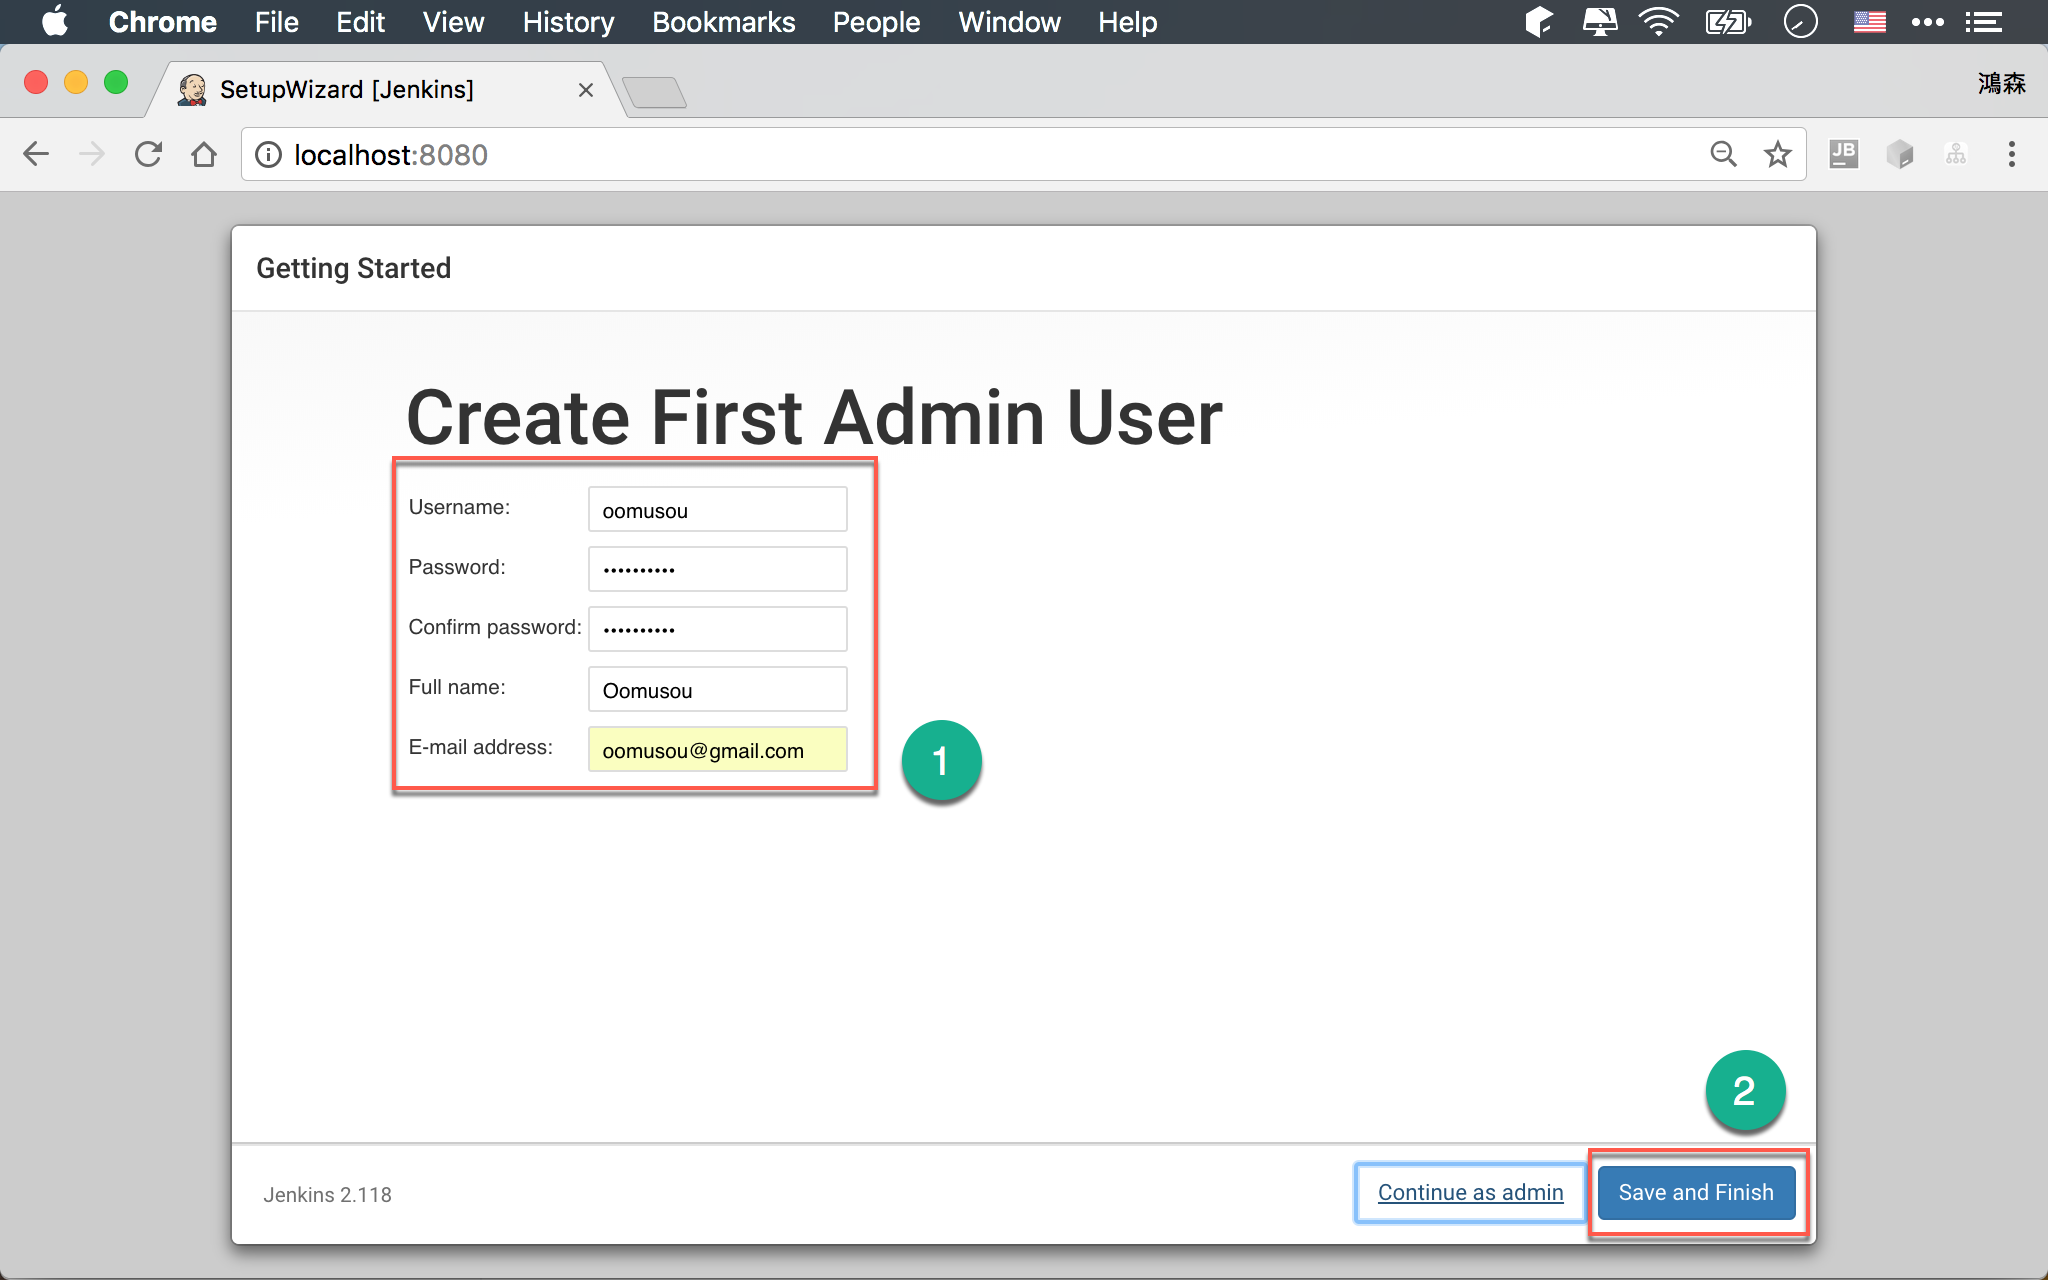 Chrome File Edit View History Bookmarks People Window Help
SetupWizard [Jenkins]
鴻森
localhost:8080
JB
Getting Started
Create First Admin User
Username: oomusou
Password: ••••••••••
Confirm password: ••••••••••
Full name: Oomusou
E-mail address: oomusou@gmail.com
1
2
Jenkins 2.118
Continue as admin
Save and Finish